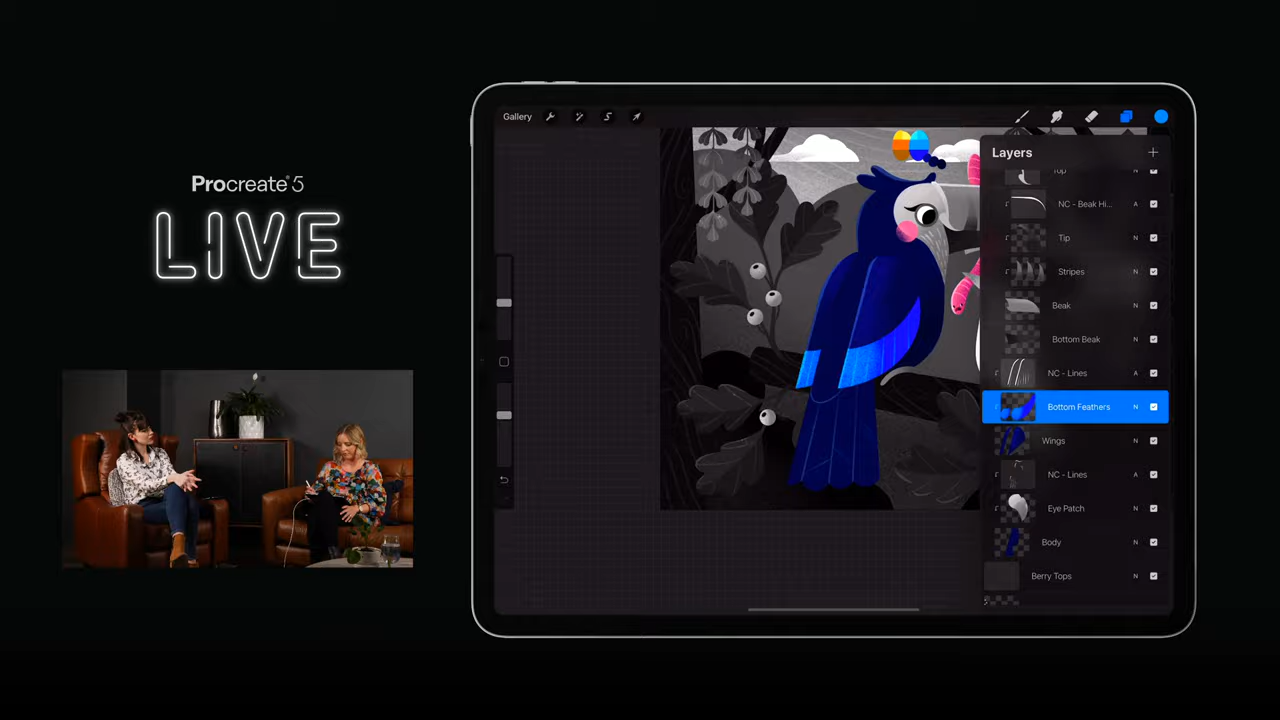 Procreate® 5
LIVE
Gallery
Layers
Top N
NC - Beak Hi... A
Tip N
Stripes N
Beak N
Bottom Beak N
NC - Lines A
Bottom Feathers N
Wings N
NC - Lines A
Eye Patch N
Body N
Berry Tops N